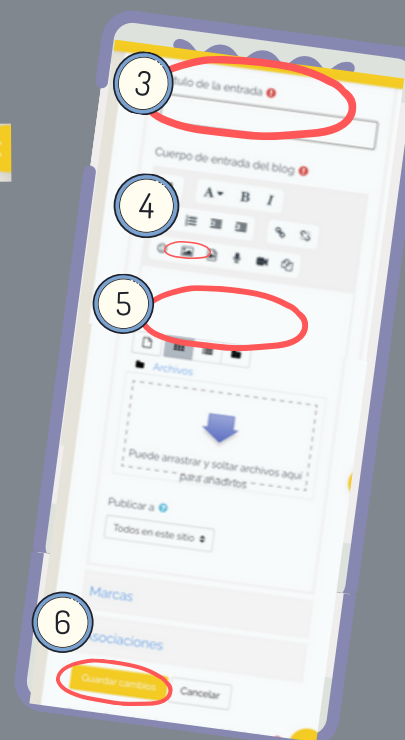 3
ítulo de la entrada
Cuerpo de entrada del blog
4
A B I
5
Archivos
Puede arrastrar y soltar archivos aquí
para añadirlos
Publicar a
Todos en este sitio
Marcas
6
sociaciones
Guardar cambios
Cancelar